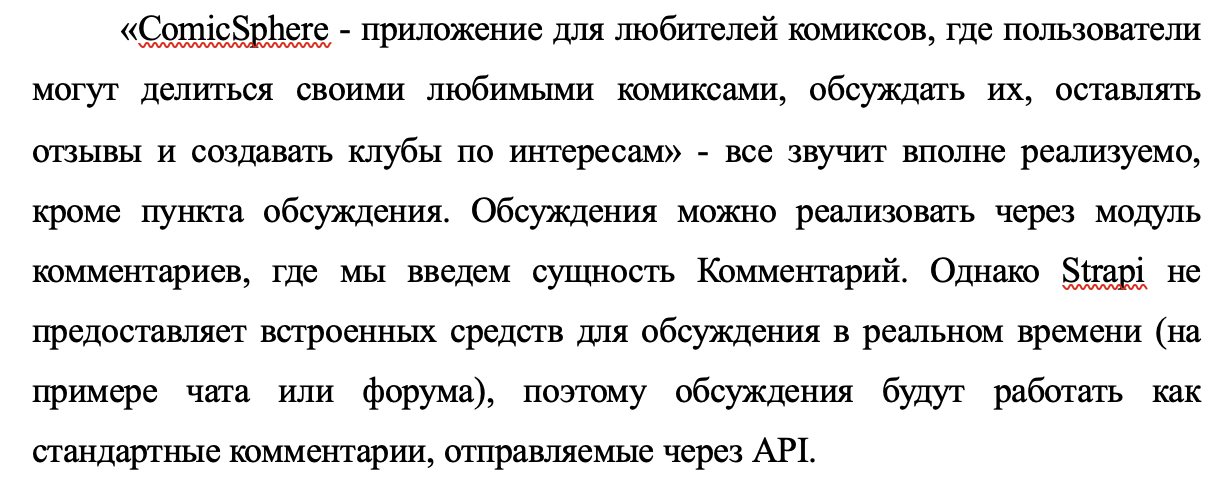 «ComicSphere - приложение для любителей комиксов, где пользователи
могут делиться своими любимыми комиксами, обсуждать их, оставлять
отзывы и создавать клубы по интересам» - все звучит вполне реализуемо,
кроме пункта обсуждения. Обсуждения можно реализовать через модуль
комментариев, где мы введем сущность Комментарий. Однако Strapi не
предоставляет встроенных средств для обсуждения в реальном времени (на
примере чата или форума), поэтому обсуждения будут работать как
стандартные комментарии, отправляемые через API.